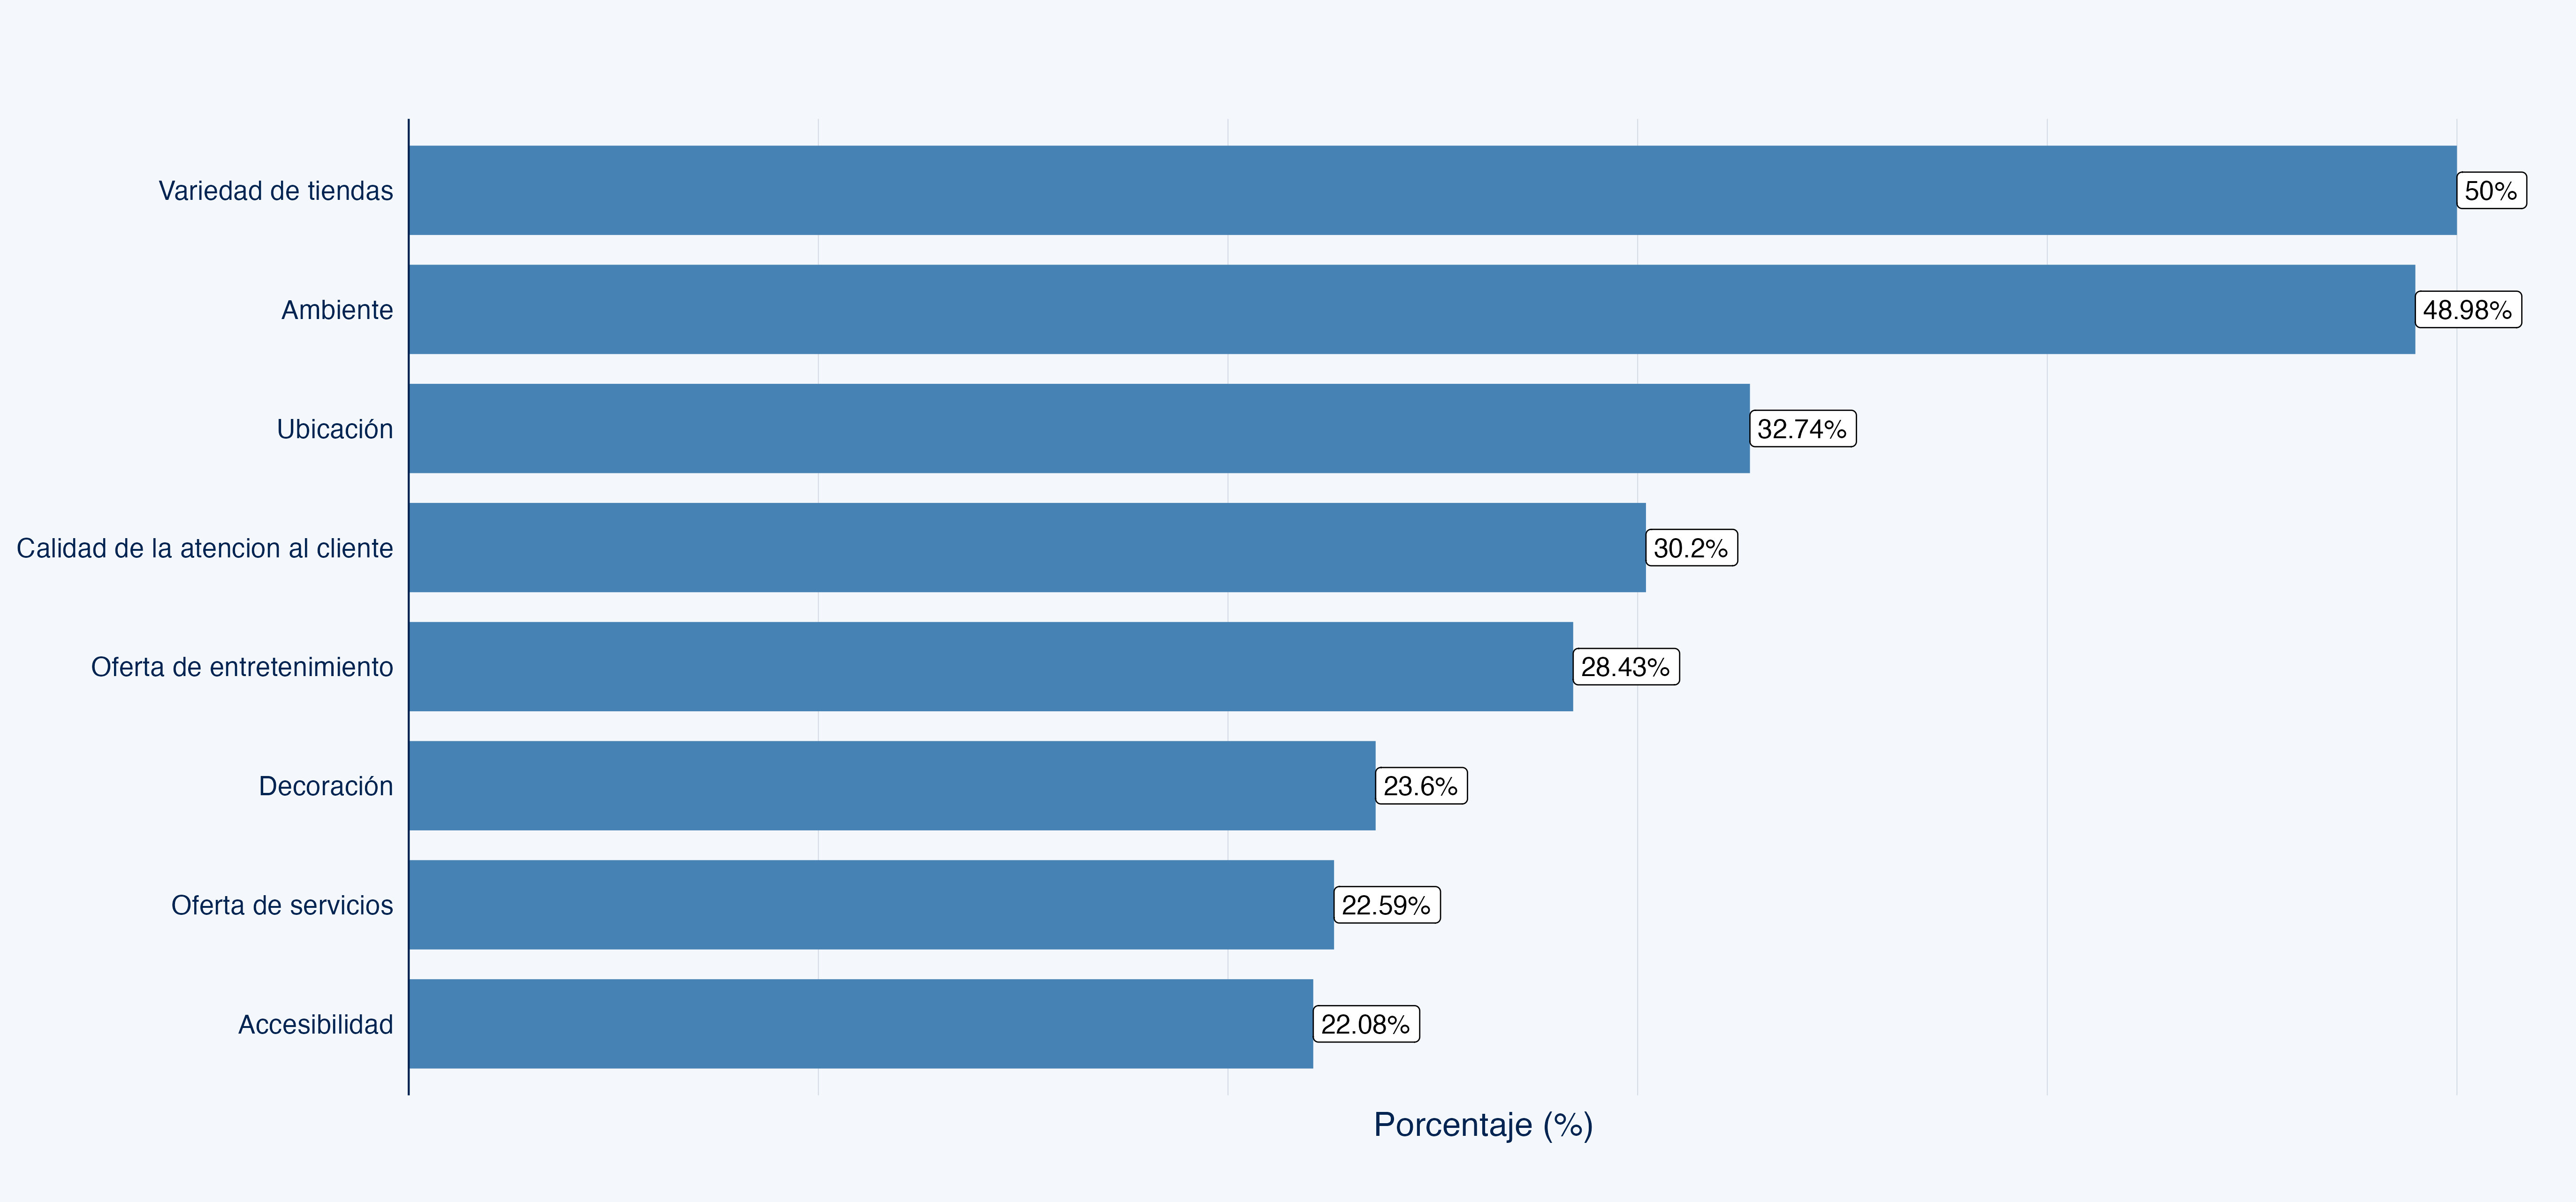 Variedad de tiendas 50%
Ambiente 48.98%
Ubicación 32.74%
Calidad de la atencion al cliente 30.2%
Oferta de entretenimiento 28.43%
Decoración 23.6%
Oferta de servicios 22.59%
Accesibilidad 22.08%
Porcentaje (%)